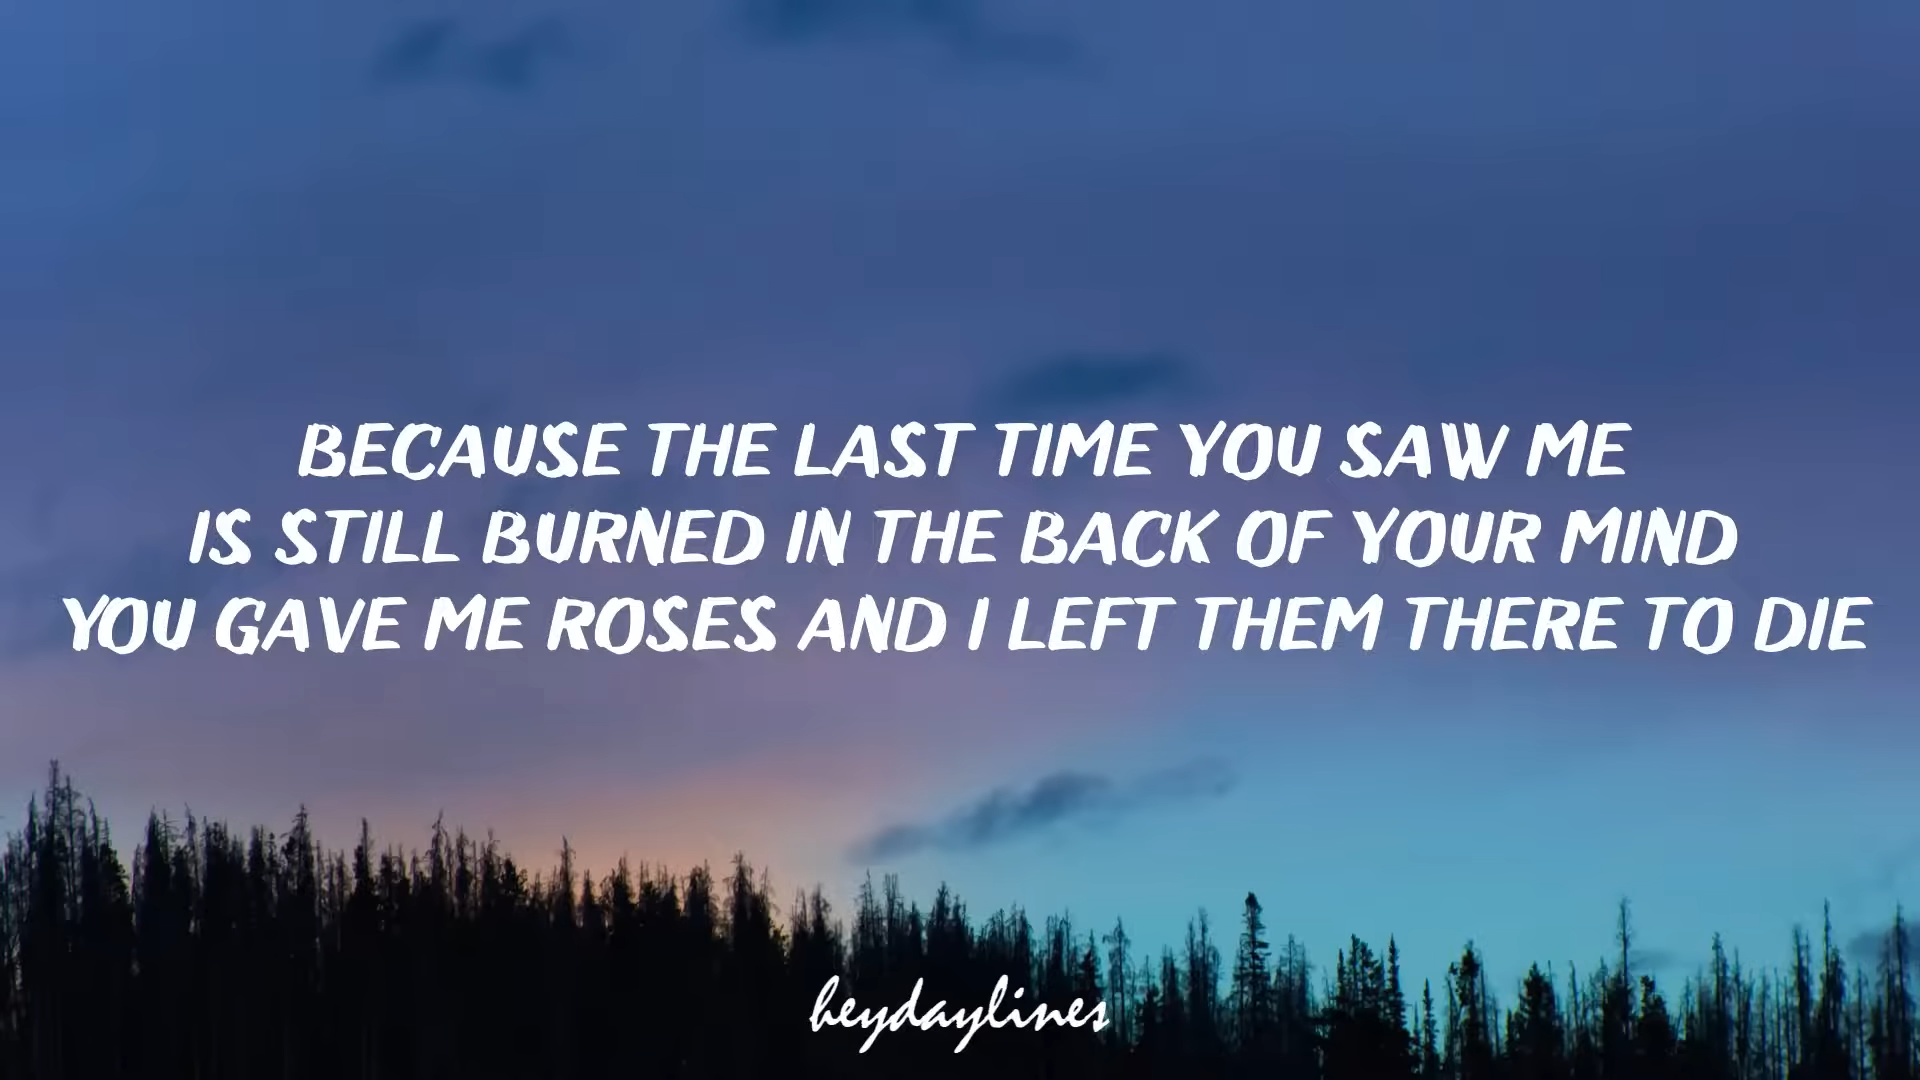 BECAUSE THE LAST TIME YOU SAW ME
IS STILL BURNED IN THE BACK OF YOUR MIND
YOU GAVE ME ROSES AND I LEFT THEM THERE TO DIE
heydaylines